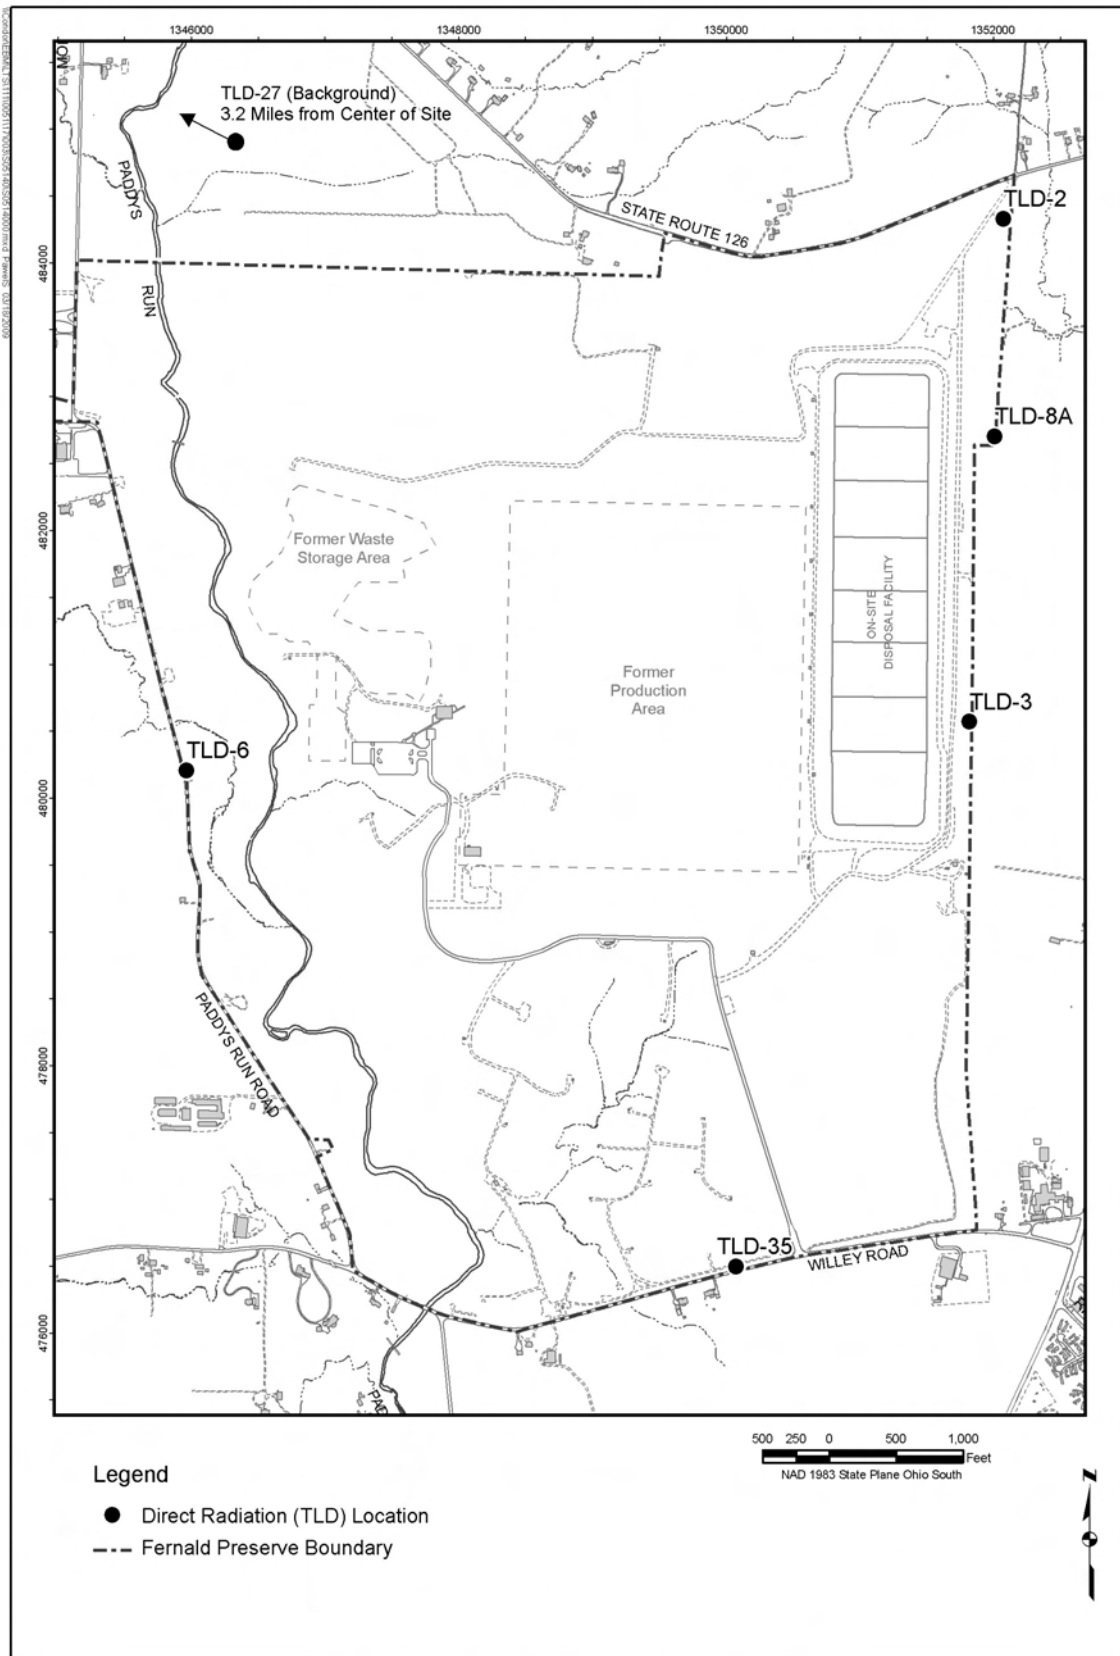 1346000
1348000
1350000
1352000
TLD-27 (Background)
3.2 Miles from Center of Site
PADDYS
RUN
STATE ROUTE 126
TLD-2
484000
TLD-8A
482000
Former Waste
Storage Area
ON-SITE
DISPOSAL FACILITY
Former
Production
Area
TLD-3
TLD-6
480000
PADDYS RUN ROAD
478000
TLD-35
WILLEY ROAD
476000
PAD
500 250 0 500 1,000
Feet
NAD 1983 State Plane Ohio South
Legend
Direct Radiation (TLD) Location
Fernald Preserve Boundary
N